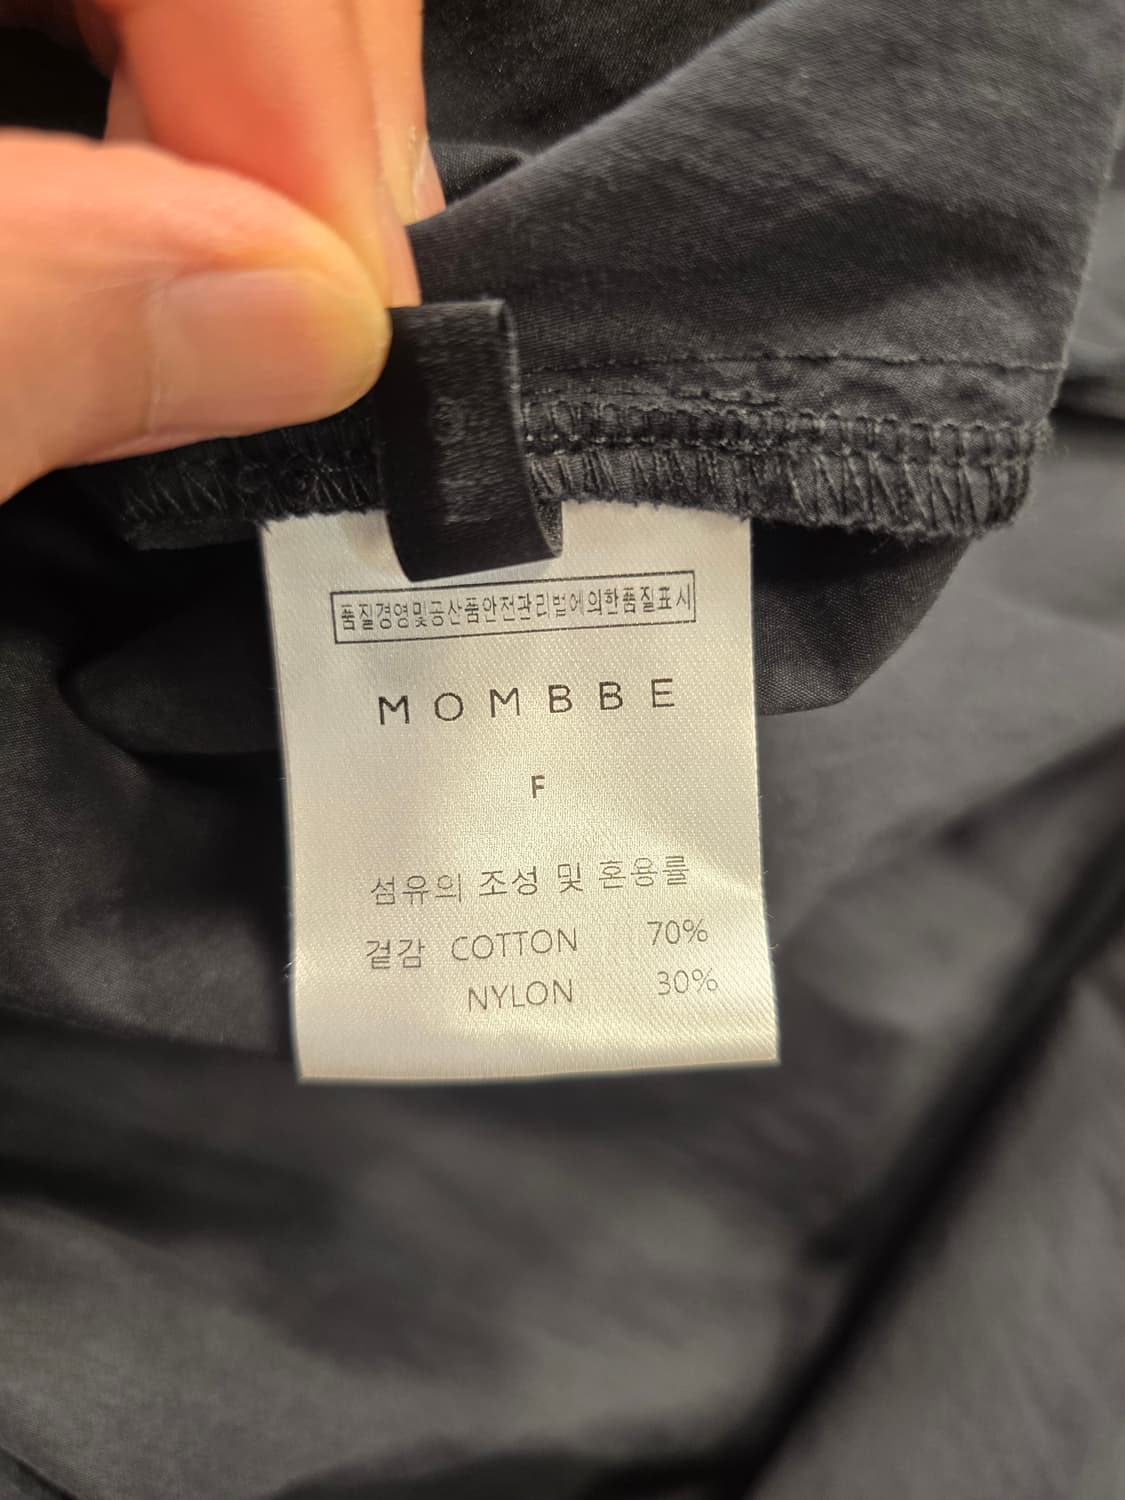 품질경영및공산품안전관리법에의한품질표시
MOMBBE
F
섬유의 조성 및 혼용률
겉감 COTTON 70%
NYLON 30%